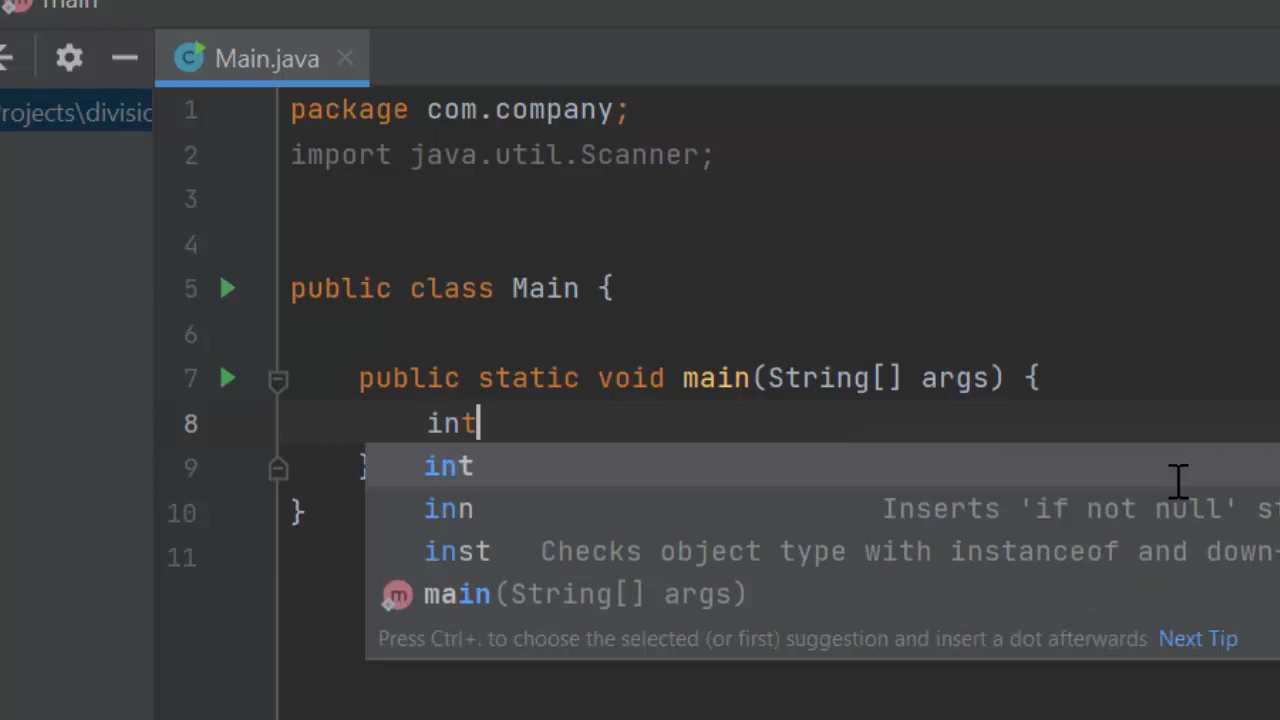 main
Main.java
rojects\divisio
1 package com.company;
2 import java.util.Scanner;
3
4
5 public class Main {
6
7 public static void main(String[] args) {
8 int
9 }
10 }
11
int
inn Inserts 'if not null' st
inst Checks object type with instanceof and down-
main(String[] args)
Press Ctrl+. to choose the selected (or first) suggestion and insert a dot afterwards Next Tip